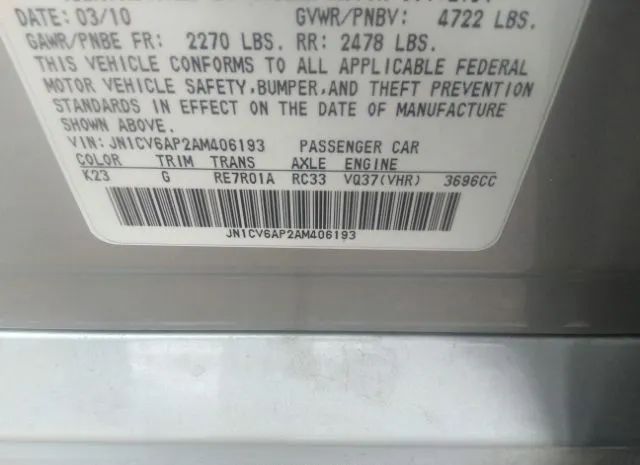 DATE: 03/10 GVWR/PNBV: 4722 LBS.
GAWR/PNBE FR: 2270 LBS. RR: 2478 LBS.
THIS VEHICLE CONFORMS TO ALL APPLICABLE FEDERAL
MOTOR VEHICLE SAFETY,BUMPER,AND THEFT PREVENTION
STANDARDS IN EFFECT ON THE DATE OF MANUFACTURE
SHOWN ABOVE.
VIN: JN1CV6AP2AM406193 PASSENGER CAR
COLOR TRIM TRANS AXLE ENGINE
K23 G RE7R01A RC33 VQ37(VHR) 3696CC
JN1CV6AP2AM406193